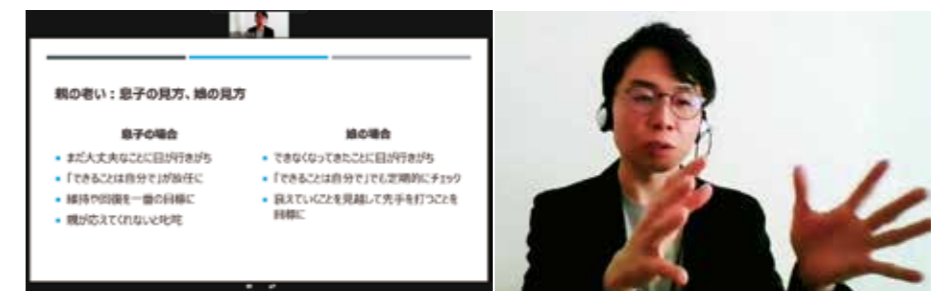 親の老い：息子の見方、娘の見方
息子の場合
まだ大丈夫なことに目が行きがち
「できることは自分で」が放任に
維持や回復を一番の目標に
親が応えてくれないと叱咤
娘の場合
できなくなってきたことに目が行きがち
「できることは自分で」でも定期的にチェック
衰えていくことを見越して先手を打つことを
目標に